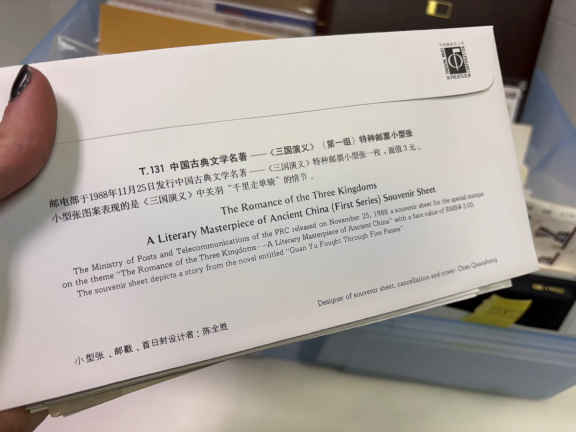 T.131 中国古典文学名著——《三国演义》(第一组)特种邮票小型张
邮电部于1988年11月25日发行中国古典文学名著——《三国演义》特种邮票小型张一枚，面值3元。
小型张图案表现的是《三国演义》中关羽“千里走单骑”的情节。
The Romance of the Three Kingdoms
A Literary Masterpiece of Ancient China (First Series) Souvenir Sheet
The Ministry of Posts and Telecommunications of the PRC released on November 25, 1988 a souvenir sheet for the special stamps
on the theme "The Romance of the Three Kingdoms--A Literary Masterpiece of Ancient China" with a face value of RMB¥ 3.00.
The souvenir sheet depicts a story from the novel entitled "Guan Yu Fought Through Five Passes".
Designer of souvenir sheet, cancellation and cover: Chen Quansheng
小型张、邮戳、首日封设计者：陈全胜